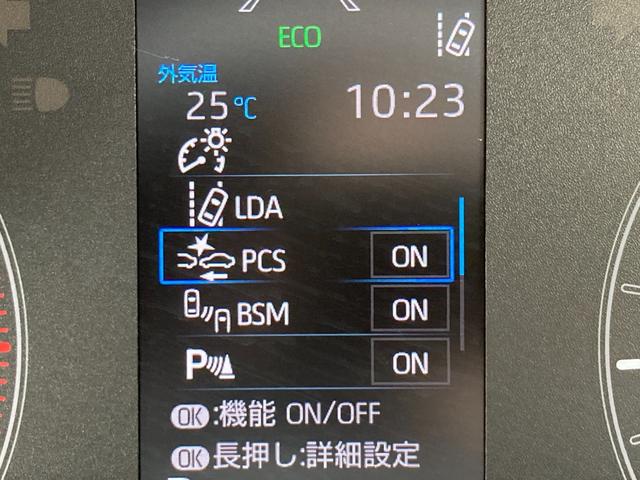 ECO
外気温
25℃ 10:23
LDA
PCS ON
BSM ON
P ON
OK:機能 ON/OFF
OK長押し:詳細設定